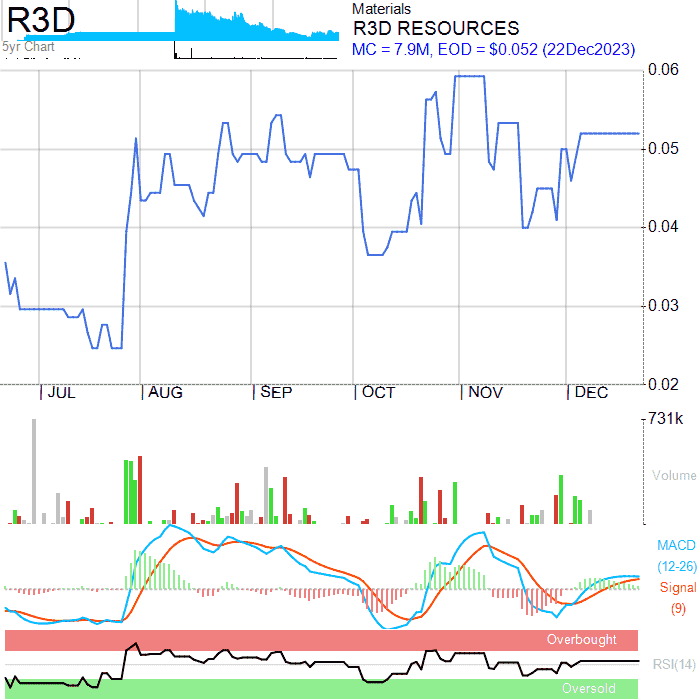 R3D
5yr Chart
Materials
R3D RESOURCES
MC = 7.9M, EOD = $0.052 (22Dec2023)
0.06
0.05
0.04
0.03
0.02
JUL AUG SEP OCT NOV DEC
731k
Volume
MACD
(12-26)
Signal
(9)
Overbought
RSI(14)
Oversold